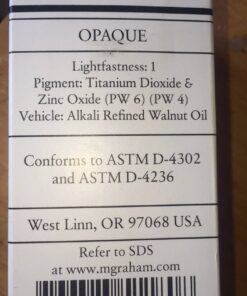 OPAQUE
Lightfastness: 1
Pigment: Titanium Dioxide &
Zinc Oxide (PW 6) (PW 4)
Vehicle: Alkali Refined Walnut Oil
Conforms to ASTM D-4302
and ASTM D-4236
West Linn, OR 97068 USA
Refer to SDS
at www.mgraham.com